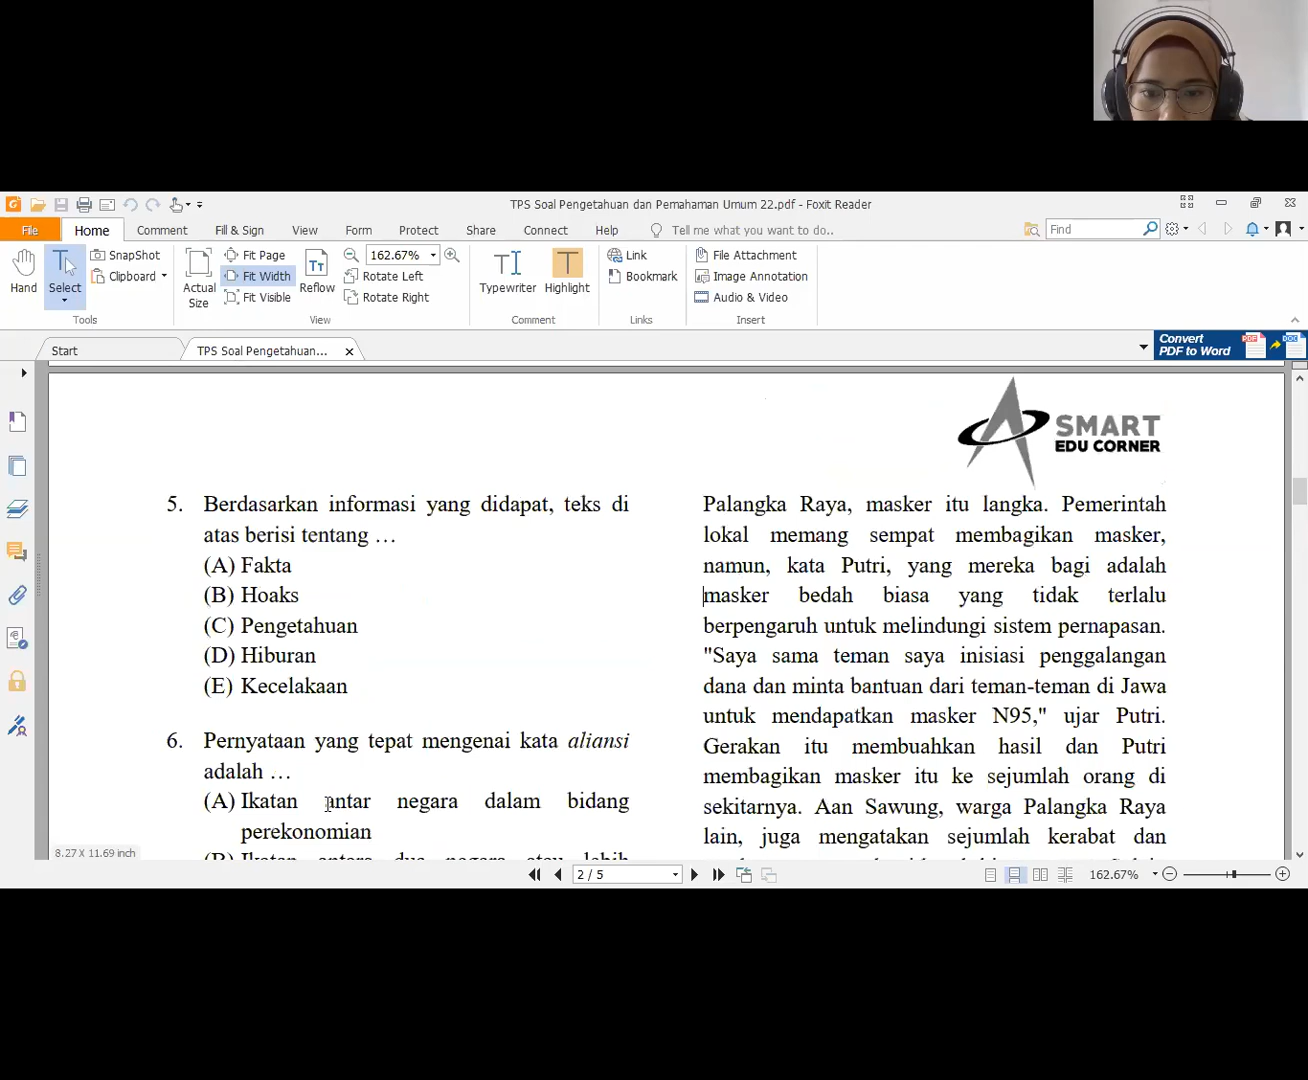 TPS Soal Pengetahuan dan Pemahaman Umum 22.pdf - Foxit Reader
File Home Comment Fill & Sign View Form Protect Share Connect Help Tell me what you want to do.. Find
Hand
Select
SnapShot
Clipboard
Tools
Actual Size
Fit Page
Fit Width
Fit Visible
Reflow
162.67%
Rotate Left
Rotate Right
View
Typewriter
Highlight
Comment
Link
Bookmark
Links
File Attachment
Image Annotation
Audio & Video
Insert
Start
TPS Soal Pengetahuan...
Convert
PDF to Word
SMART
EDU CORNER
5. Berdasarkan informasi yang didapat, teks di
atas berisi tentang …
(A) Fakta
(B) Hoaks
(C) Pengetahuan
(D) Hiburan
(E) Kecelakaan
6. Pernyataan yang tepat mengenai kata aliansi
adalah …
(A) Ikatan antar negara dalam bidang
perekonomian
(B) Ikatan antara dua negara atau lebih
Palangka Raya, masker itu langka. Pemerintah
lokal memang sempat membagikan masker,
namun, kata Putri, yang mereka bagi adalah
masker bedah biasa yang tidak terlalu
berpengaruh untuk melindungi sistem pernapasan.
"Saya sama teman saya inisiasi penggalangan
dana dan minta bantuan dari teman-teman di Jawa
untuk mendapatkan masker N95," ujar Putri.
Gerakan itu membuahkan hasil dan Putri
membagikan masker itu ke sejumlah orang di
sekitarnya. Aan Sawung, warga Palangka Raya
lain, juga mengatakan sejumlah kerabat dan
8.27 x 11.69 inch
2 / 5
162.67%